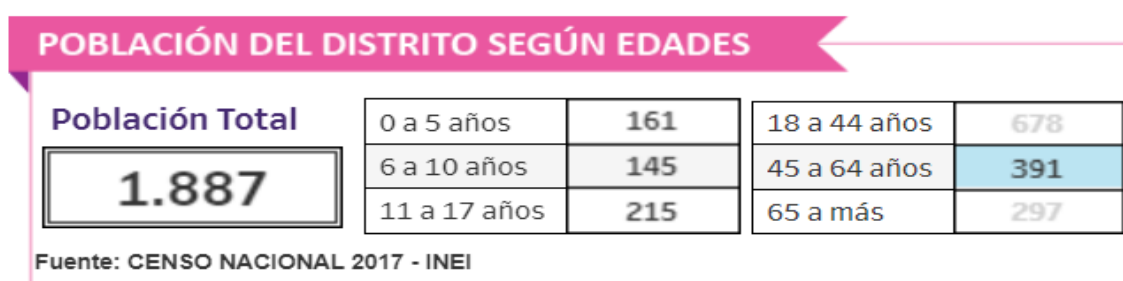 POBLACIÓN DEL DISTRITO SEGÚN EDADES
Población Total
1.887
0 a 5 años 161
6 a 10 años 145
11 a 17 años 215
18 a 44 años 678
45 a 64 años 391
65 a más 297
Fuente: CENSO NACIONAL 2017 - INEI